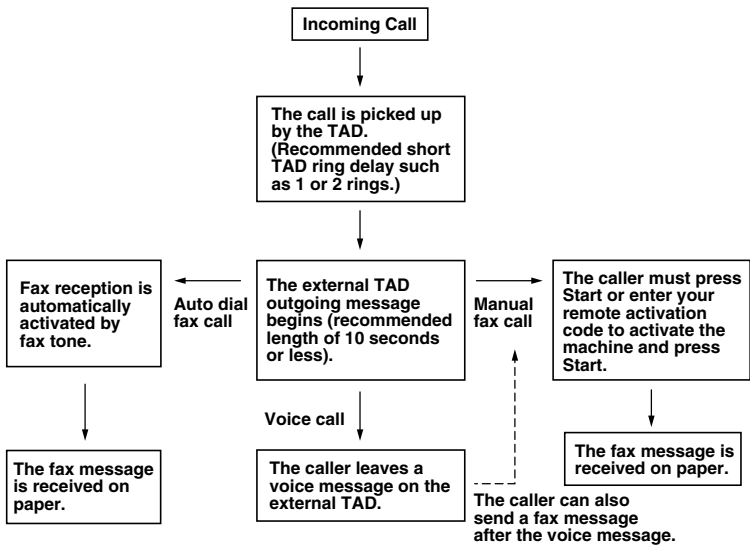 Incoming Call
The call is picked up
by the TAD.
(Recommended short
TAD ring delay such
as 1 or 2 rings.)
Fax reception is
automatically
activated by
fax tone.
Auto dial
fax call
The external TAD
outgoing message
begins (recommended
length of 10 seconds
or less).
Manual
fax call
The caller must press
Start or enter your
remote activation
code to activate the
machine and press
Start.
Voice call
The fax message
is received on
paper.
The caller leaves a
voice message on the
external TAD.
The fax message is
received on paper.
The caller can also
send a fax message
after the voice message.